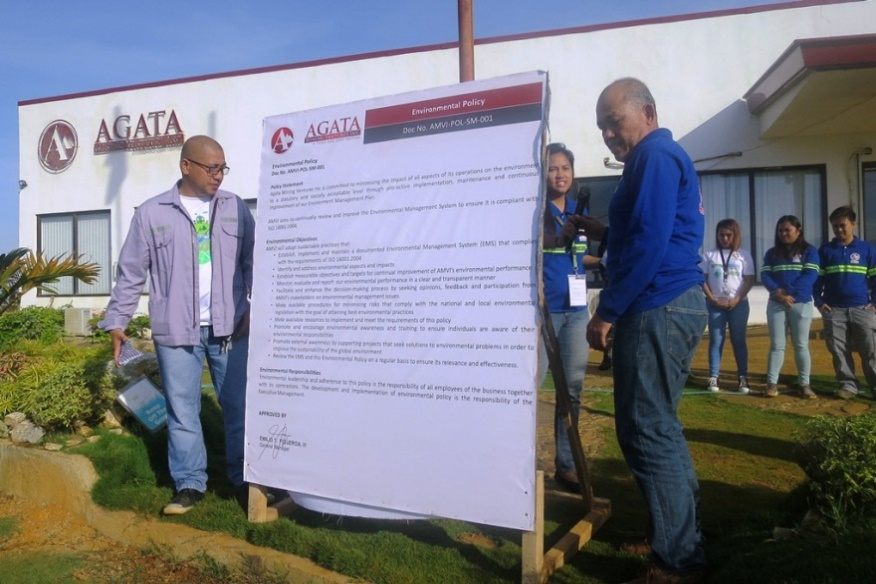 AGATA
AGATA
Environmental Policy
Doc No. AMVI-POL-SM-001
Environmental Policy
Doc No. AMVI-POL-SM-001
Policy Statement
Agata Mining Ventures Inc is committed to minimizing the impact of all aspects of its operations on the environment
to a statutory and socially acceptable level through pro-active implementation, maintenance and continual
improvement of our Environment Management Plan.
AMVI aims to continually review and improve the Environmental Management System to ensure it is compliant with
ISO 14001:2004.
Environmental Objectives
AMVI will adopt sustainable practices that:
• Establish, implement and maintain a documented Environmental Management System (EMS) that complies
with the requirements of ISO 14001:2004
• Identify and address environmental aspects and impacts
• Establish measurable objectives and targets for continual improvement of AMVI's environmental performance
• Monitor, evaluate and report our environmental performance in a clear and transparent manner
• Facilitate and enhance the decision-making process by seeking opinions, feedback and participation from
AMVI's stakeholders on environmental management issues
• Make available procedures for minimizing risks that comply with the national and local environmental
legislation with the goal of attaining best environmental practices
• Make available resources to implement and meet the requirements of this policy
• Promote and encourage environmental awareness and training to ensure individuals are aware of their
environmental responsibilities
• Promote external awareness by supporting projects that seek solutions to environmental problems in order to
improve the sustainability of the global environment
• Review the EMS and this Environmental Policy on a regular basis to ensure its relevance and effectiveness.
Environmental Responsibilities
Environmental leadership and adherence to this policy is the responsibility of all employees of the business together
with its contractors. The development and implementation of environmental policy is the responsibility of the
Executive Management.
APPROVED BY
EMILIO E. FIGUEROA, III
General Manager